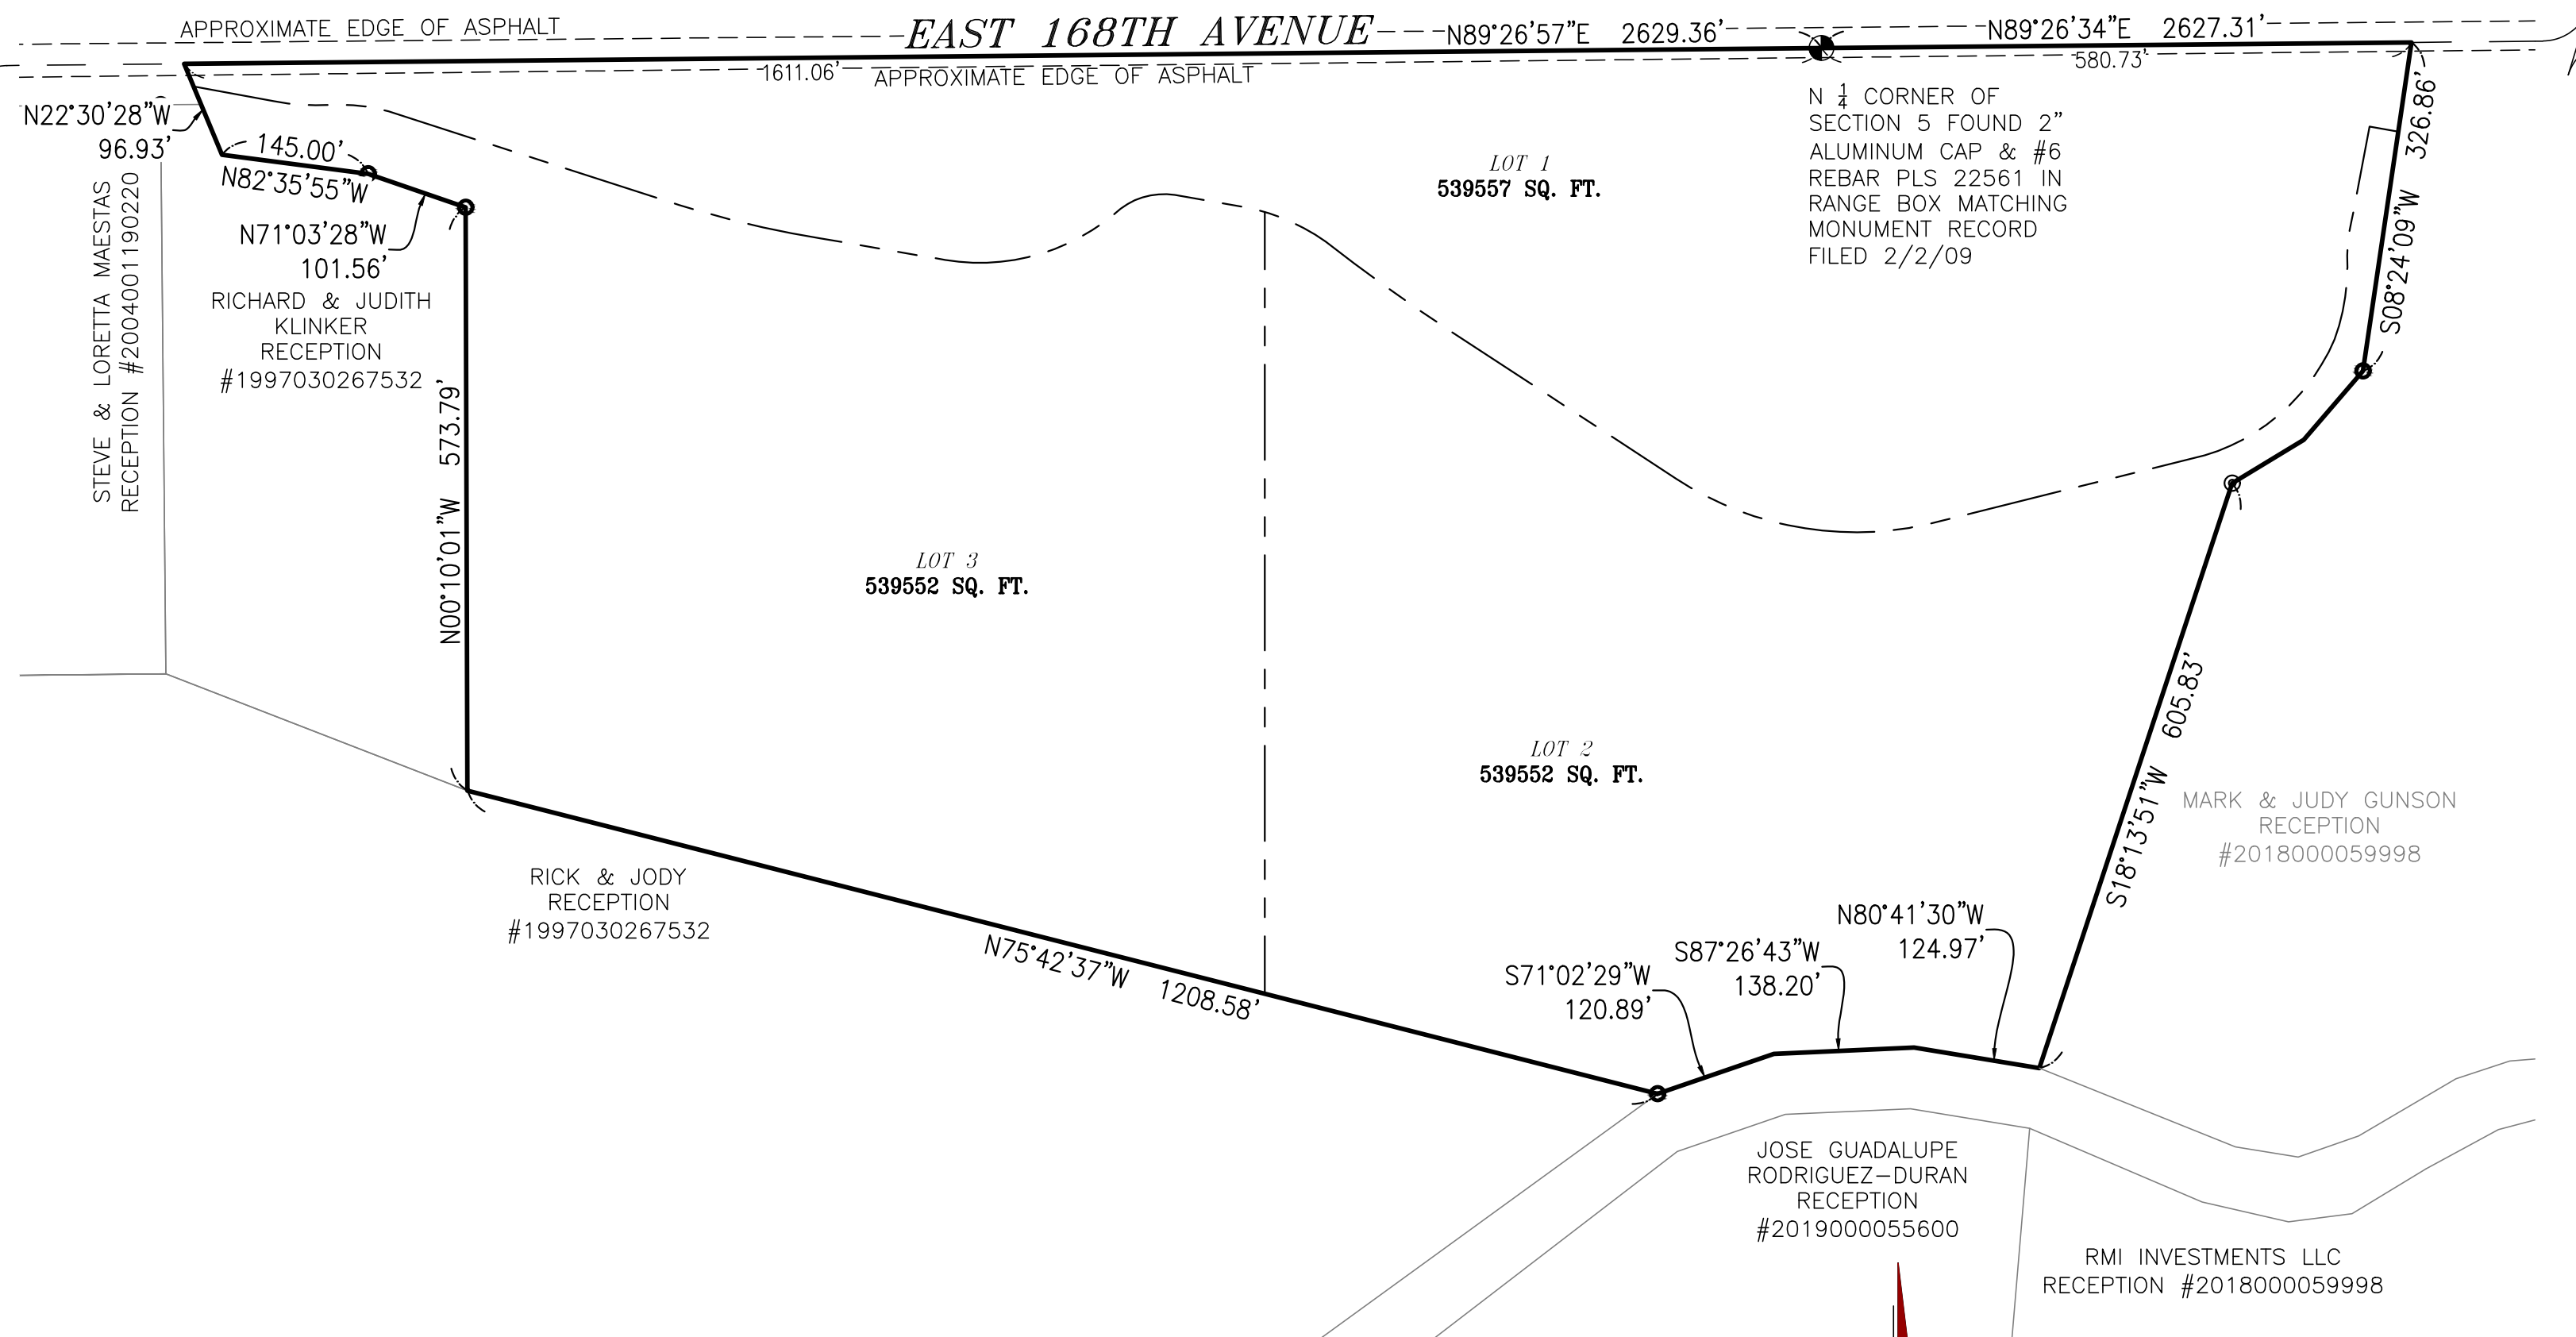 APPROXIMATE EDGE OF ASPHALT
EAST 168TH AVENUE
N89°26'57"E 2629.36'
N89°26'34"E 2627.31'
1611.06'
APPROXIMATE EDGE OF ASPHALT
580.73'
N22°30'28"W
96.93'
145.00'
N82°35'55"W
N71°03'28"W
101.56'
RICHARD & JUDITH
KLINKER
RECEPTION
#1997030267532
STEVE & LORETTA MAESTAS
RECEPTION #20040011190220
N00°10'01"W 573.79'
LOT 1
539557 SQ. FT.
N 1/4 CORNER OF
SECTION 5 FOUND 2"
ALUMINUM CAP & #6
REBAR PLS 22561 IN
RANGE BOX MATCHING
MONUMENT RECORD
FILED 2/2/09
S08°24'09"W 326.86'
LOT 3
539552 SQ. FT.
LOT 2
539552 SQ. FT.
S18°13'51"W 605.83'
MARK & JUDY GUNSON
RECEPTION
#2018000059998
RICK & JODY
RECEPTION
#1997030267532
N75°42'37"W 1208.58'
S71°02'29"W
120.89'
S87°26'43"W
138.20'
N80°41'30"W
124.97'
JOSE GUADALUPE
RODRIGUEZ-DURAN
RECEPTION
#2019000055600
RMI INVESTMENTS LLC
RECEPTION #2018000059998